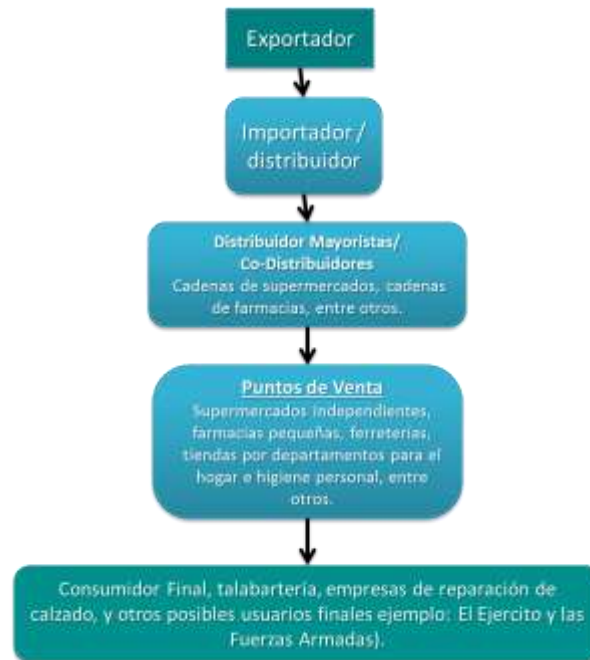 Exportador
Importador /
distribuidor
Distribuidor Mayoristas/
Co-Distribuidores
Cadenas de supermercados, cadenas
de farmacias, entre otros.
Puntos de Venta
Supermercados independientes,
farmacias pequeñas, ferreterias,
tiendas por departamentos para el
hogar e higiene personal, entre
otros.
Consumidor Final, talabartería, empresas de reparación de
calzado, y otros posibles usuarios finales ejemplo: El Ejercito y las
Fuerzas Armadas).